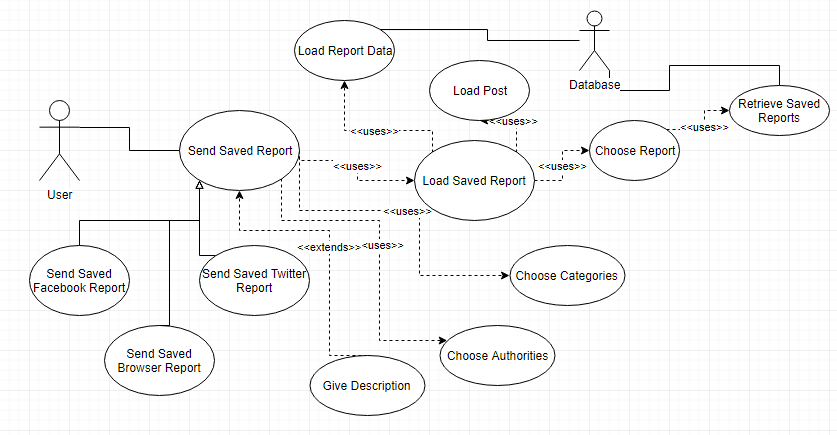 Load Report Data
Database
Load Post
Retrieve Saved
Reports
<<uses>>
<<uses>>
<<uses>>
Send Saved Report
Choose Report
<<uses>>
<<uses>>
Load Saved Report
User
<<uses>>
<<extends>>
<uses>>
Send Saved
Facebook Report
Send Saved Twitter
Report
Choose Categories
Send Saved
Browser Report
Choose Authorities
Give Description